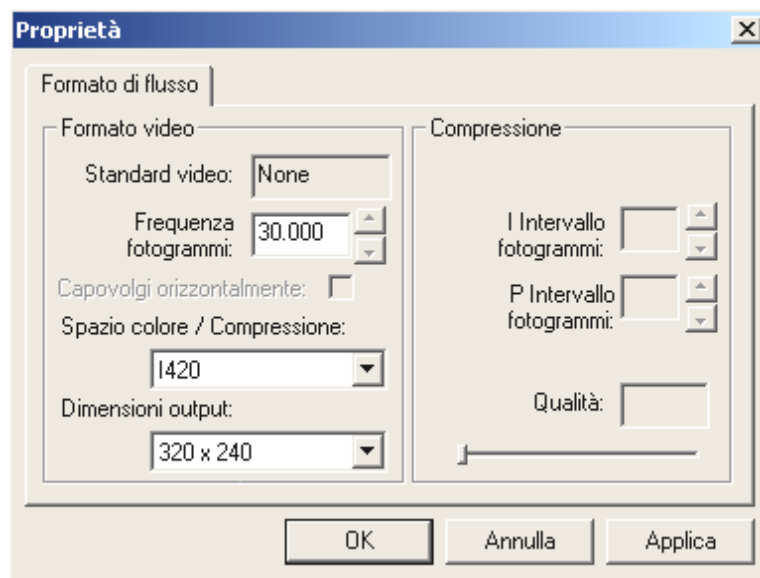 Proprietà
Formato di flusso
Formato video
Standard video: None
Frequenza
fotogrammi: 30.000
Capovolgi orizzontalmente:
Spazio colore / Compressione:
I420
Dimensioni output:
320 x 240
Compressione
I Intervallo
fotogrammi:
P Intervallo
fotogrammi:
Qualità:
OK
Annulla
Applica